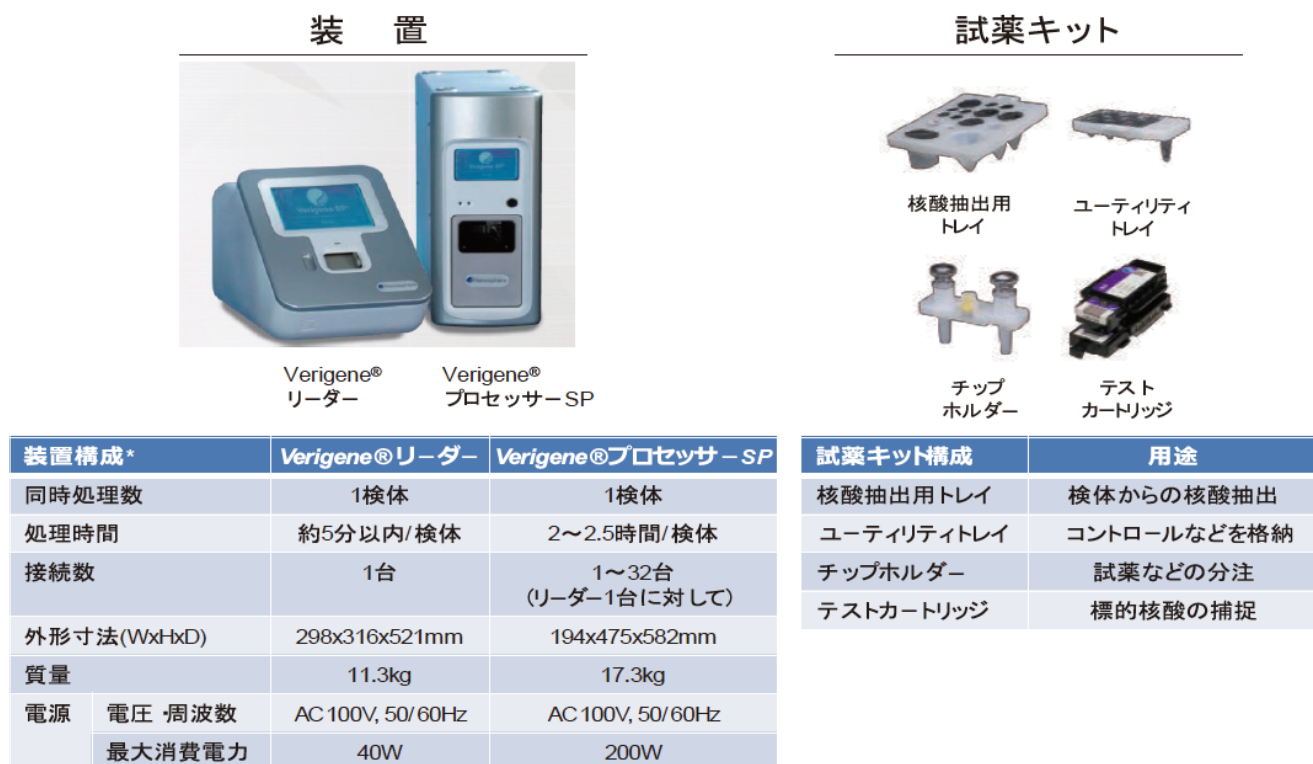 装 置
試薬キット
Verigene SP
核酸抽出用
トレイ
ユーティリティ
トレイ
チップ
ホルダー
テスト
カートリッジ
Verigene®
リーダー
Verigene®
プロセッサーSP
装置構成* Verigene®リーダー Verigene®プロセッサーSP
同時処理数 1検体 1検体
処理時間 約5分以内/検体 2～2.5時間/検体
接続数 1台 1～32台
(リーダー1台に対して)
外形寸法(WxHxD) 298x316x521mm 194x475x582mm
質量 11.3kg 17.3kg
電源 電圧・周波数 AC100V, 50/60Hz AC100V, 50/60Hz
最大消費電力 40W 200W
試薬キット構成 用途
核酸抽出用トレイ 検体からの核酸抽出
ユーティリティトレイ コントロールなどを格納
チップホルダー 試薬などの分注
テストカートリッジ 標的核酸の捕捉